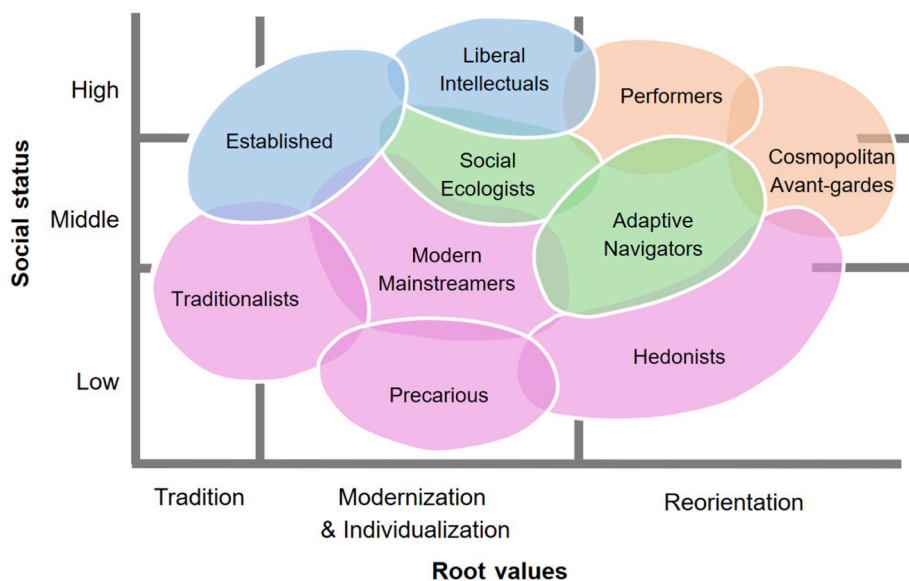 Social status
High
Middle
Low
Liberal
Intellectuals
Performers
Established
Social
Ecologists
Cosmopolitan
Avant-gardes
Adaptive
Navigators
Modern
Mainstreamers
Traditionalists
Hedonists
Precarious
Tradition
Modernization
& Individualization
Reorientation
Root values